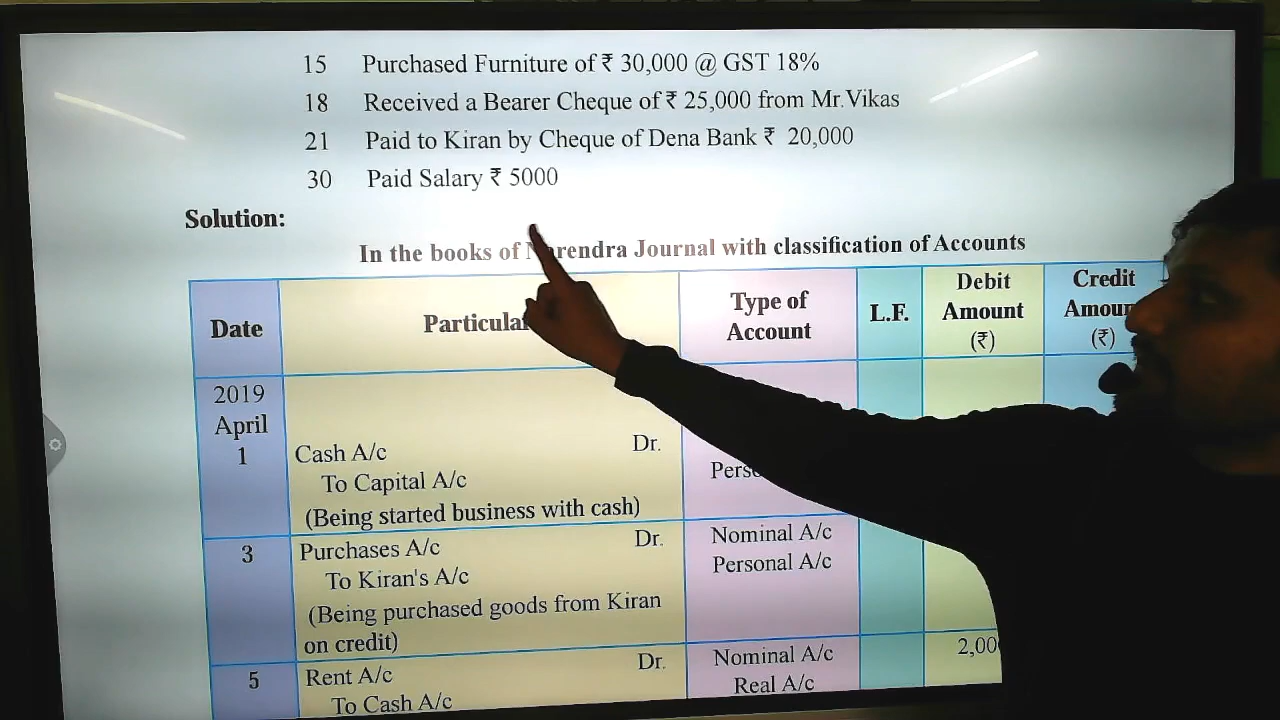 15 Purchased Furniture of ₹ 30,000 @ GST 18%
18 Received a Bearer Cheque of ₹ 25,000 from Mr.Vikas
21 Paid to Kiran by Cheque of Dena Bank ₹ 20,000
30 Paid Salary ₹ 5000
Solution:
In the books of Journal with classification of Accounts
Date
Type of Account
L.F.
Debit Amount (₹)
Credit (₹)
2019
April
1
Cash A/c Dr.
To Capital A/c
(Being started business with cash)
3 Purchases A/c Dr. Nominal A/c
To Kiran's A/c Personal A/c
(Being purchased goods from Kiran
on credit)
5 Rent A/c Dr. Nominal A/c
To Cash A/c Real A/c